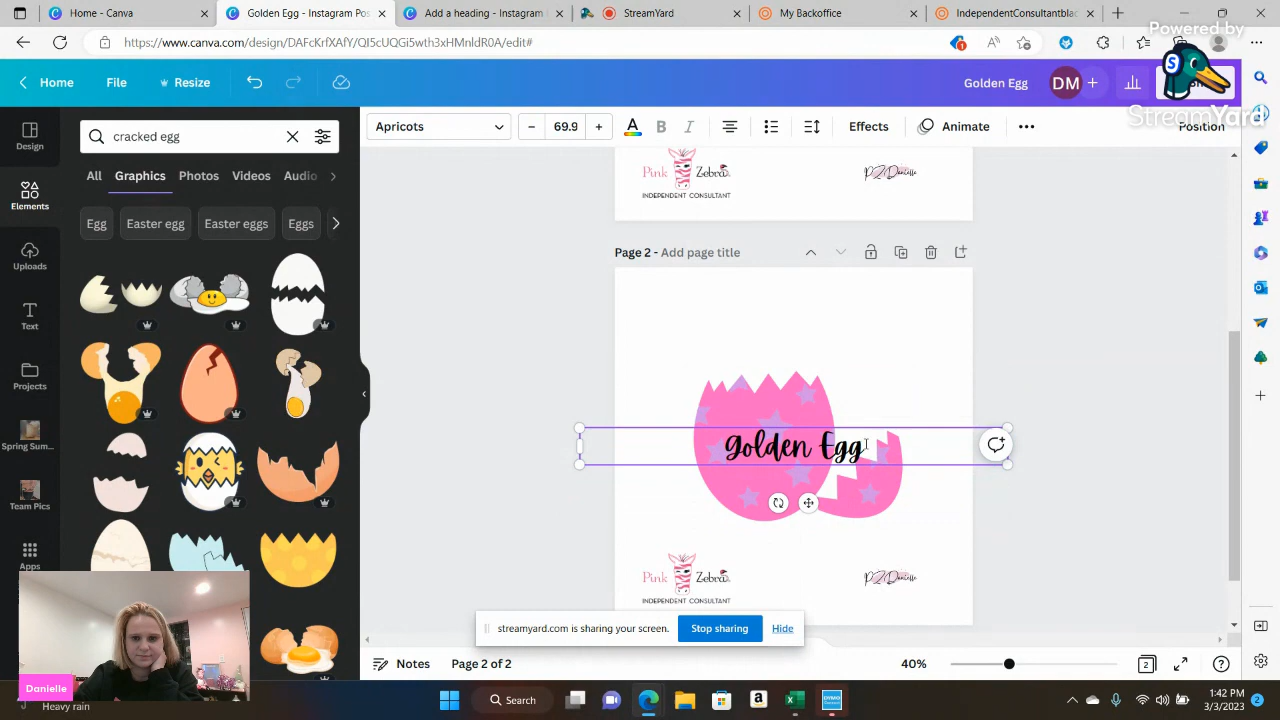 Home - Canva
Golden Egg - Instagram Pos
Add a heading - Instagram
StreamYard
My Backoffice
IndependentConsultantblac
https://www.canva.com/design/DAFcKrfXAfY/QI5cUQGi5wth3xHMnldR0A/edit#
Powered by
StreamYard
Home
File
Resize
Golden Egg
DM
cracked egg
Apricots
69.9
A
B
I
Effects
Animate
Position
Design
Elements
Uploads
Text
Projects
Spring Sum...
Team Pics
Apps
All
Graphics
Photos
Videos
Audio
Egg
Easter egg
Easter eggs
Eggs
Pink Zebra
INDEPENDENT CONSULTANT
PZDanielle
Page 2 - Add page title
Golden Egg
Pink Zebra
INDEPENDENT CONSULTANT
PZDanielle
streamyard.com is sharing your screen.
Stop sharing
Hide
Notes
Page 2 of 2
40%
2
Danielle
Heavy rain
Search
1:42 PM
3/3/2023
2